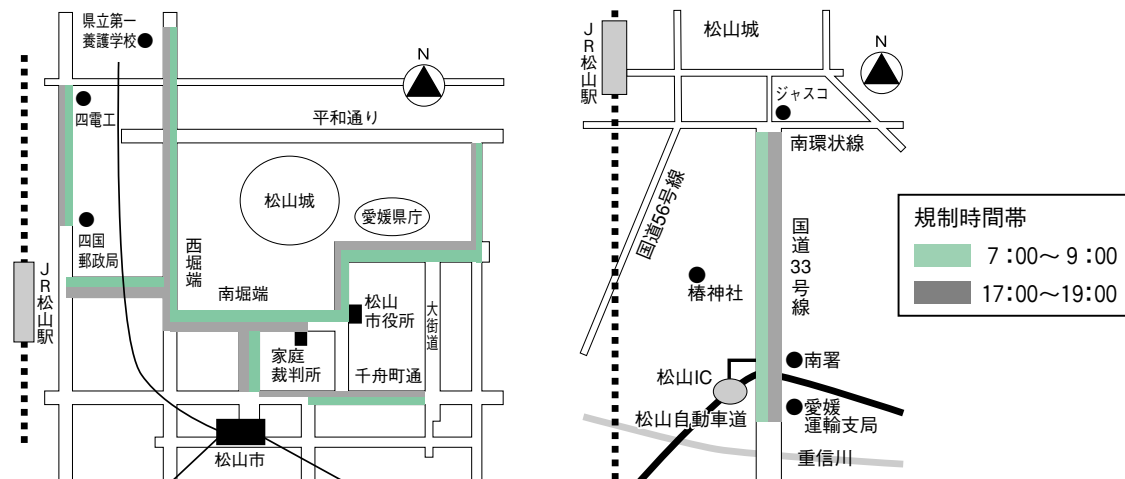 県立第一
養護学校
N
四電工
平和通り
松山城
愛媛県庁
四国
郵政局
西堀端
JR松山駅
南堀端
松山
市役所
大街道
家庭
裁判所
千舟町通
松山市
JR松山駅
松山城
N
ジャスコ
南環状線
国道56号線
国道33号線
椿神社
南署
松山IC
愛媛
運輸支局
松山自動車道
重信川
規制時間帯
7:00～9:00
17:00～19:00